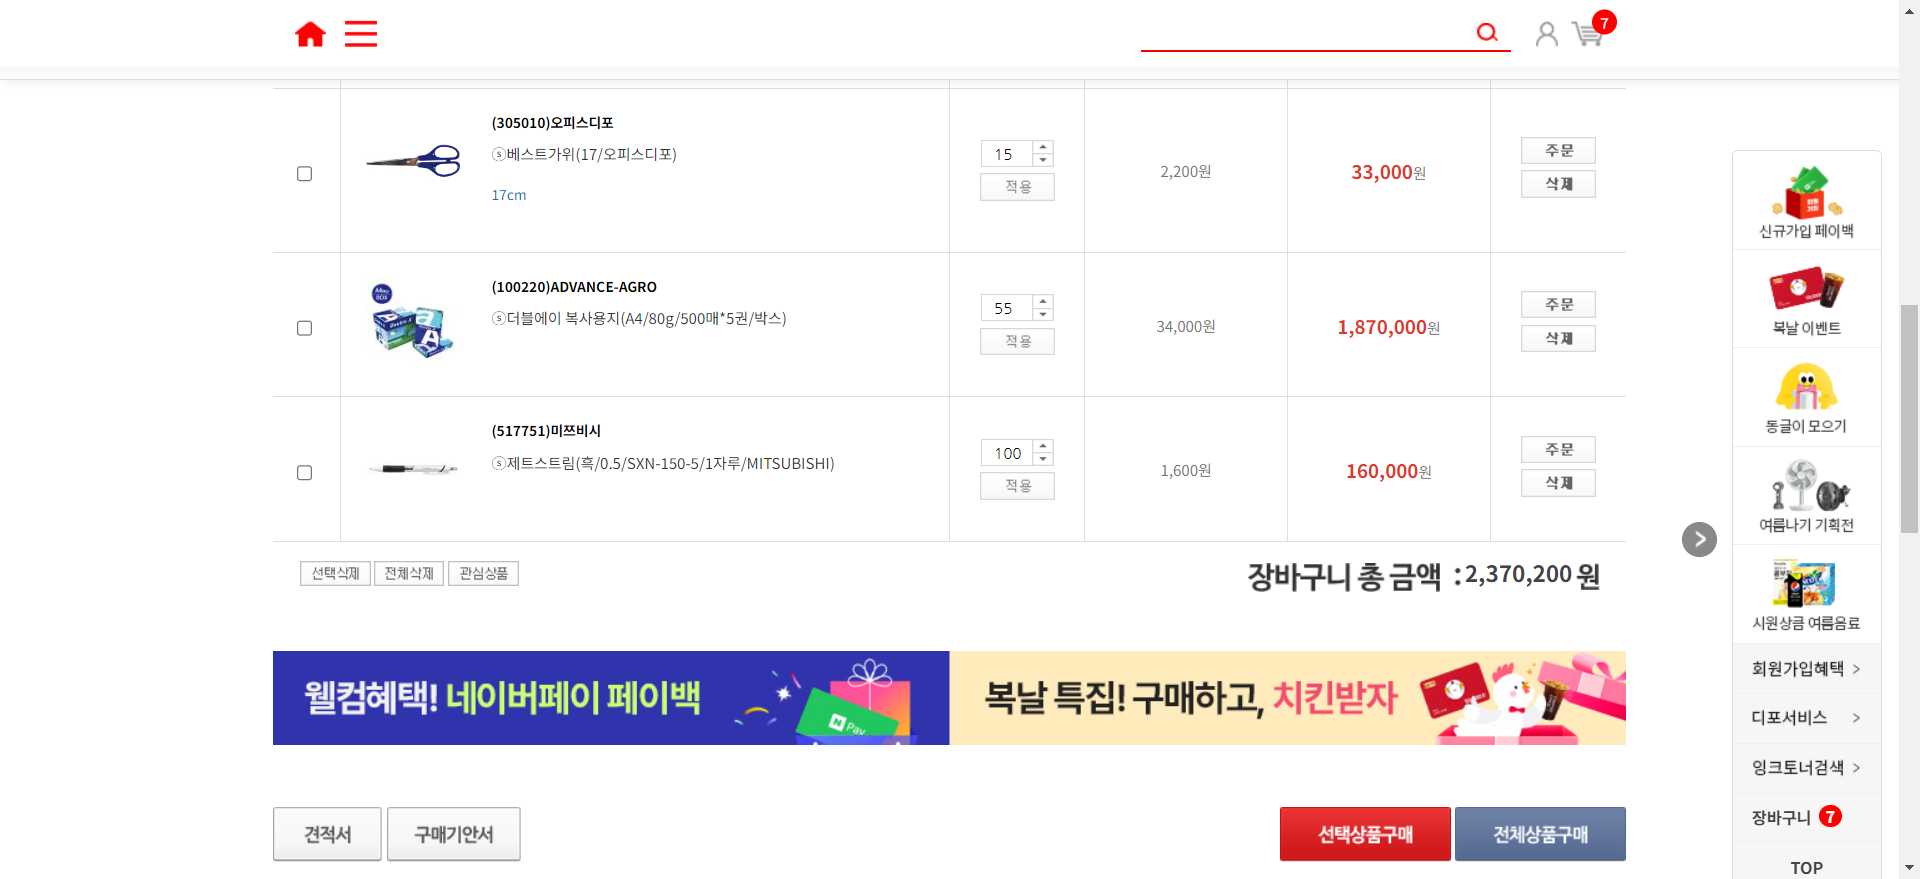 7
(305010)오피스디포
ⓢ베스트가위(17/오피스디포)
17cm
15
적용
2,200원
33,000원
주문
삭제
(100220)ADVANCE-AGRO
ⓢ더블에이 복사용지(A4/80g/500매*5권/박스)
55
적용
34,000원
1,870,000원
주문
삭제
(517751)미쯔비시
ⓢ제트스트림(흑/0.5/SXN-150-5/1자루/MITSUBISHI)
100
적용
1,600원
160,000원
주문
삭제
선택삭제 전체삭제 관심상품
장바구니 총 금액 : 2,370,200 원
웰컴혜택! 네이버페이 페이백
N Pay
복날 특집! 구매하고, 치킨받자
견적서 구매기안서
선택상품구매 전체상품구매
신규가입 페이백
복날 이벤트
동글이 모으기
여름나기 기획전
시원상큼 여름음료
회원가입혜택 >
디포서비스 >
잉크토너검색 >
장바구니 7
TOP